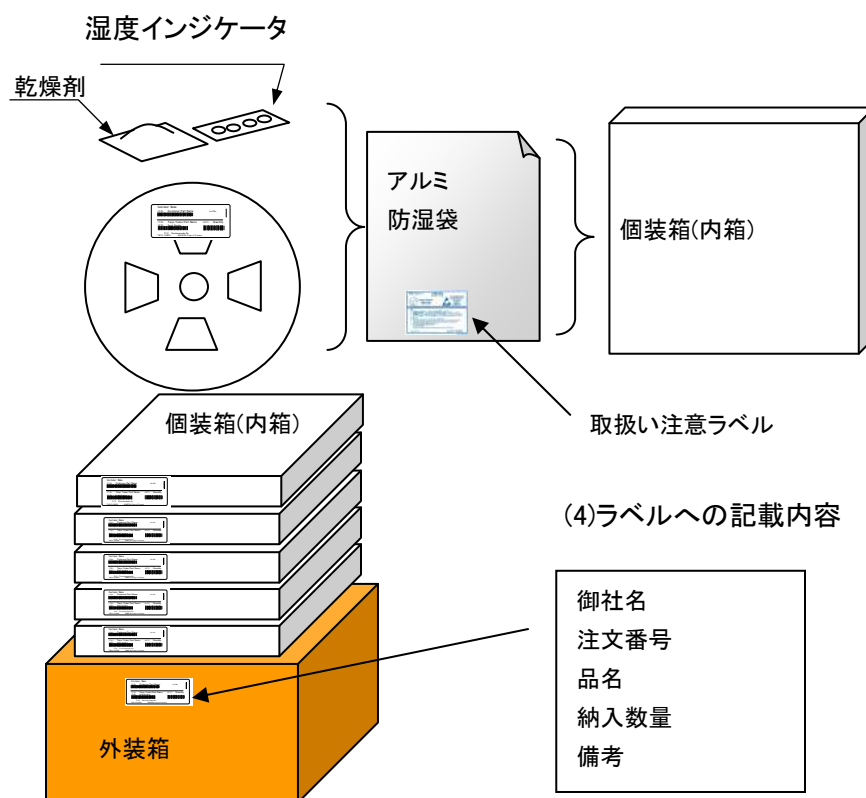 湿度インジケータ
乾燥剤
アルミ
防湿袋
個装箱(内箱)
取扱い注意ラベル
個装箱(内箱)
(4)ラベルへの記載内容
御社名
注文番号
品名
納入数量
備考
外装箱